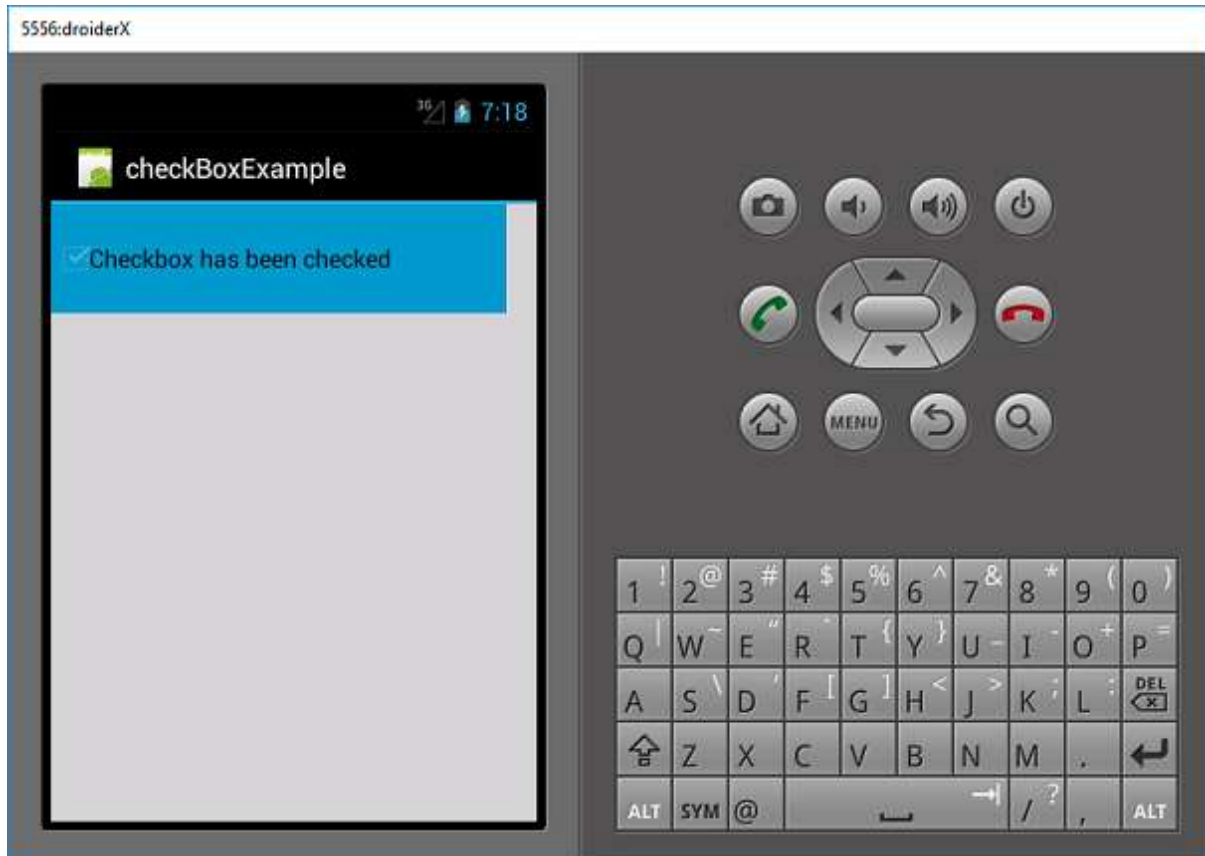 5556:droiderX
3G 7:18
checkBoxExample
Checkbox has been checked
MENU
1 ! 2 @ 3 # 4 $ 5 % 6 ^ 7 & 8 * 9 ( 0 )
Q | W ~ E " R ` T { Y } U _ I - O + P =
A S \ D ' F [ G ] H < J > K ; L : DEL
Z X C V B N M .
ALT SYM @ / ? , ALT